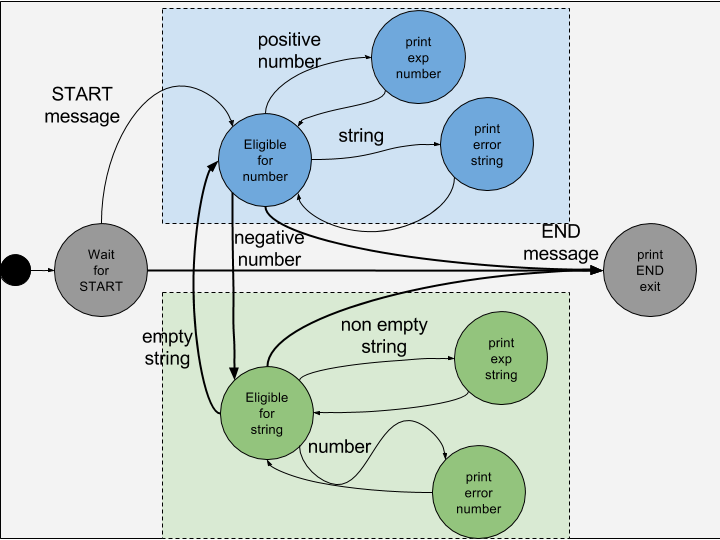 positive
number
print
exp
number
START
message
Eligible
for
number
string
print
error
string
negative
number
END
message
Wait
for
START
print
END
exit
empty
string
non empty
string
print
exp
string
Eligible
for
string
number
print
error
number